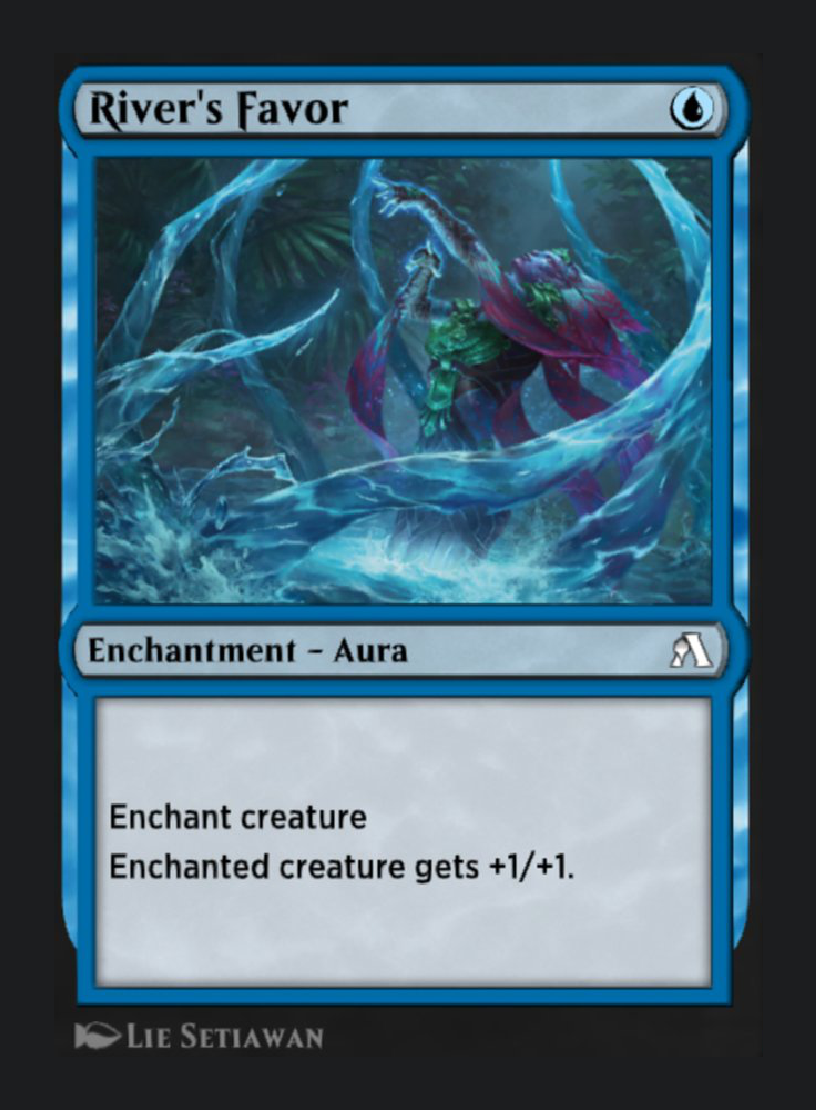 River's Favor
Enchantment – Aura
Enchant creature
Enchanted creature gets +1/+1.
Lie Setiawan